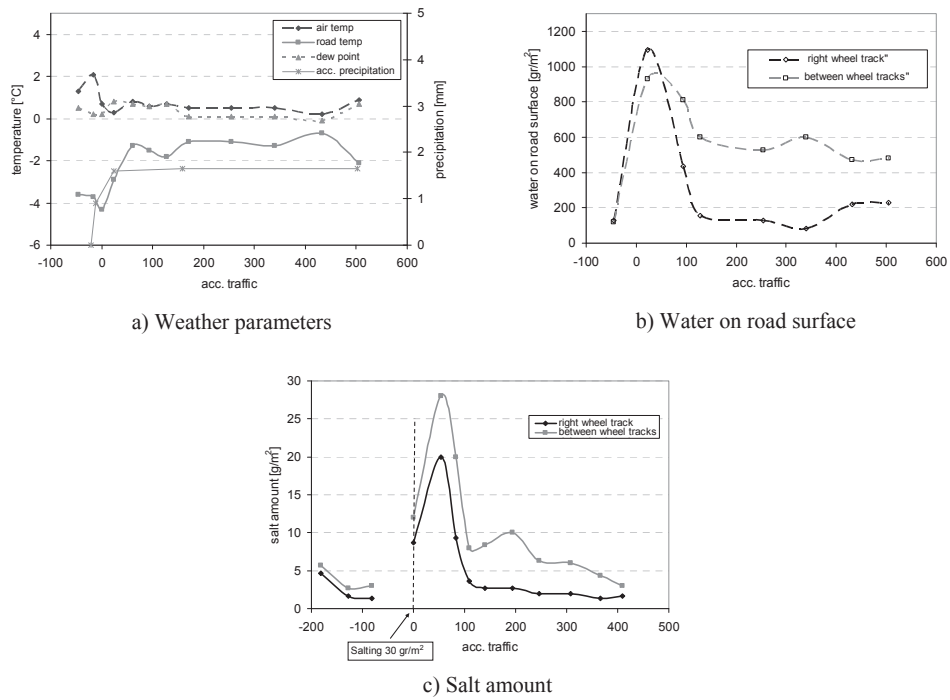 4
2
0
-2
-4
-6
temperature [°C]
air temp
road temp
dew point
acc. precipitation
5
4
3
2
1
0
precipitation [mm]
-100 0 100 200 300 400 500 600
acc. traffic
a) Weather parameters
1200
1000
800
600
400
200
0
water on road surface [gr/m²]
right wheel track"
between wheel tracks"
-100 0 100 200 300 400 500 600
acc. traffic
b) Water on road surface
30
25
20
15
10
5
0
salt amount [g/m²]
right wheel track
between wheel tracks
-200 -100 0 100 200 300 400 500
Salting 30 gr/m²
acc. traffic
c) Salt amount